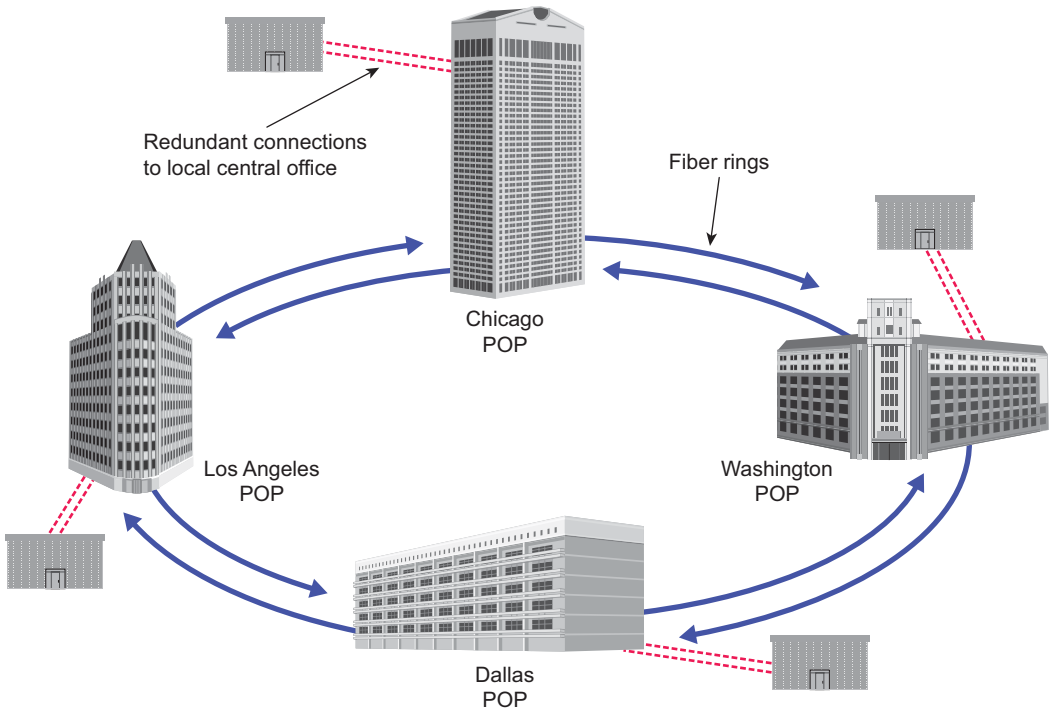 Redundant connections
to local central office
Fiber rings
Chicago
POP
Los Angeles
POP
Washington
POP
Dallas
POP